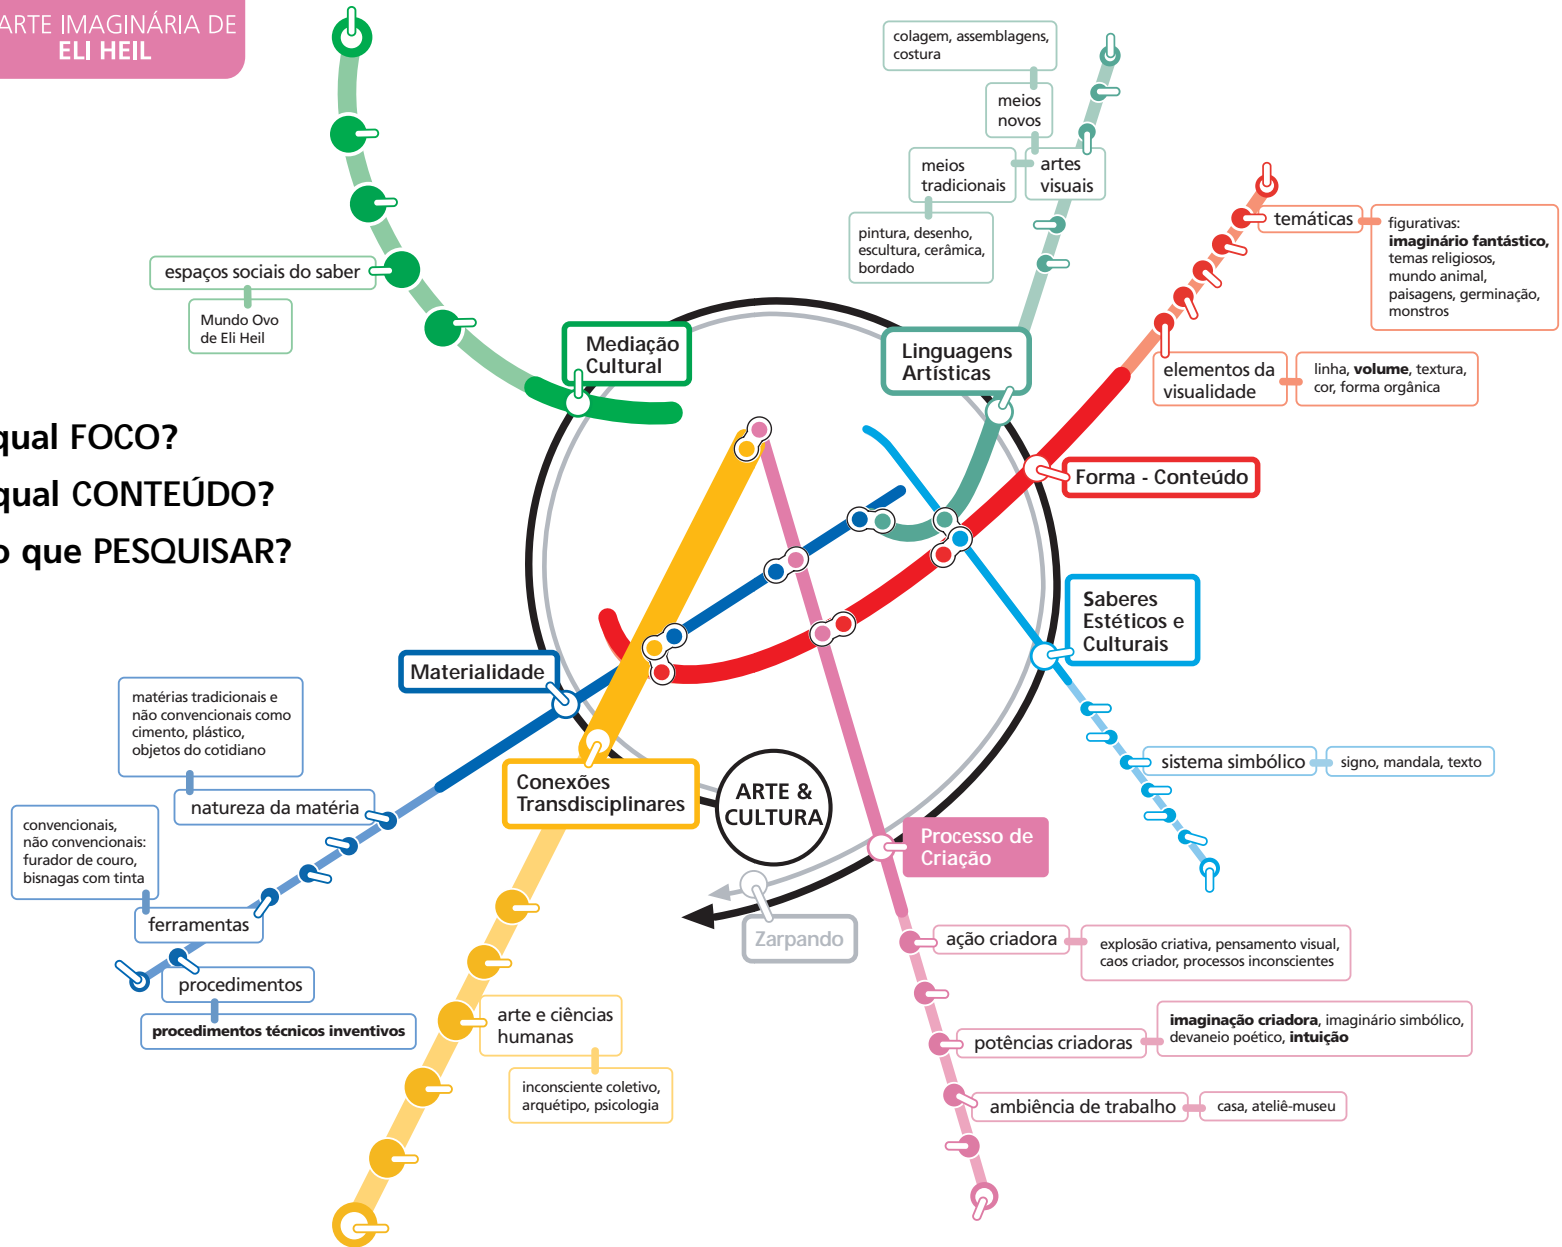 ARTE IMAGINÁRIA DE
ELI HEIL
qual FOCO?
qual CONTEÚDO?
o que PESQUISAR?
espaços sociais do saber
Mundo Ovo
de Eli Heil
Mediação
Cultural
colagem, assemblagens,
costura
meios
novos
meios
tradicionais
artes
visuais
pintura, desenho,
escultura, cerâmica,
bordado
Linguagens
Artísticas
temáticas
figurativas:
imaginário fantástico,
temas religiosos,
mundo animal,
paisagens, germinação,
monstros
elementos da
visualidade
linha, volume, textura,
cor, forma orgânica
Forma - Conteúdo
Saberes
Estéticos e
Culturais
sistema simbólico
signo, mandala, texto
Materialidade
matérias tradicionais e
não convencionais como
cimento, plástico,
objetos do cotidiano
natureza da matéria
convencionais,
não convencionais:
furador de couro,
bisnagas com tinta
ferramentas
procedimentos
procedimentos técnicos inventivos
Conexões
Transdisciplinares
arte e ciências
humanas
inconsciente coletivo,
arquétipo, psicologia
ARTE &
CULTURA
Zarpando
Processo de
Criação
ação criadora
explosão criativa, pensamento visual,
caos criador, processos inconscientes
potências criadoras
imaginação criadora, imaginário simbólico,
devaneio poético, intuição
ambiência de trabalho
casa, ateliê-museu